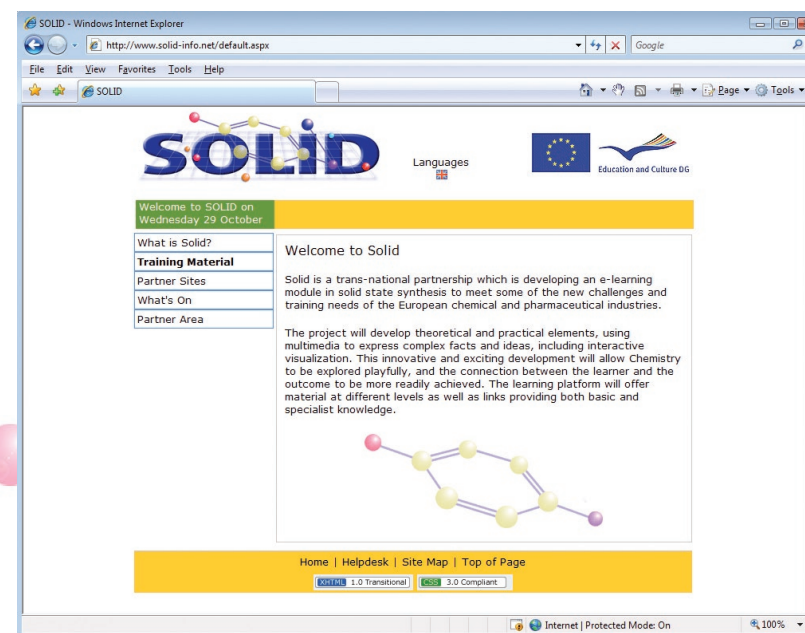 SOLID - Windows Internet Explorer
http://www.solid-info.net/default.aspx
Google
File Edit View Favorites Tools Help
SOLID
Page Tools
SOLiD
Languages
Education and Culture DG
Welcome to SOLID on
Wednesday 29 October
What is Solid?
Training Material
Partner Sites
What's On
Partner Area
Welcome to Solid
Solid is a trans-national partnership which is developing an e-learning
module in solid state synthesis to meet some of the new challenges and
training needs of the European chemical and pharmaceutical industries.
The project will develop theoretical and practical elements, using
multimedia to express complex facts and ideas, including interactive
visualization. This innovative and exciting development will allow Chemistry
to be explored playfully, and the connection between the learner and the
outcome to be more readily achieved. The learning platform will offer
material at different levels as well as links providing both basic and
specialist knowledge.
Home | Helpdesk | Site Map | Top of Page
XHTML 1.0 Transitional CSS 3.0 Compliant
Internet | Protected Mode: On 100%